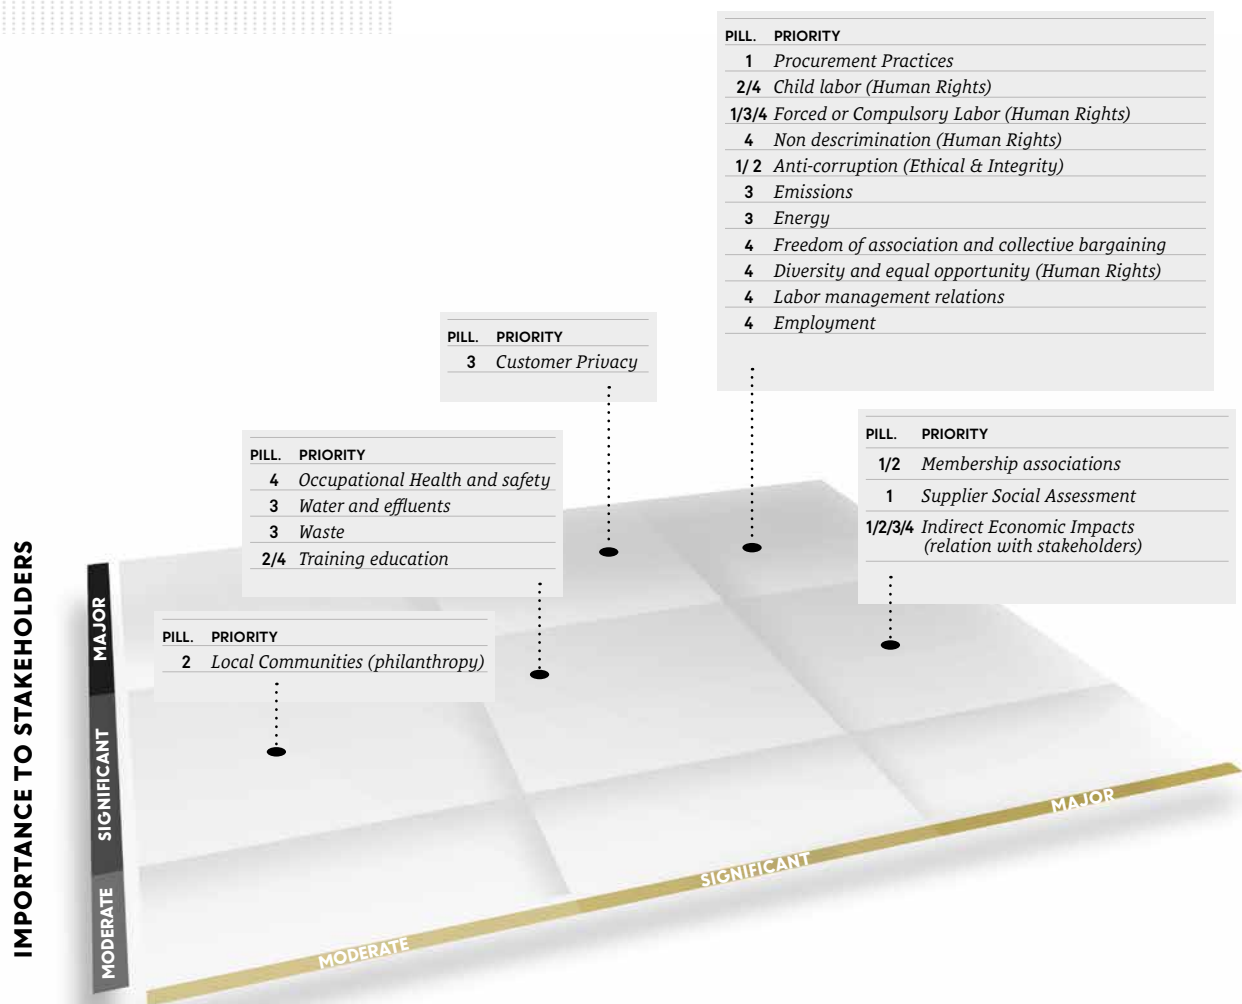 PILL. PRIORITY
1 Procurement Practices
2/4 Child labor (Human Rights)
1/3/4 Forced or Compulsory Labor (Human Rights)
4 Non descrimination (Human Rights)
1/ 2 Anti-corruption (Ethical & Integrity)
3 Emissions
3 Energy
4 Freedom of association and collective bargaining
4 Diversity and equal opportunity (Human Rights)
4 Labor management relations
4 Employment
PILL. PRIORITY
3 Customer Privacy
PILL. PRIORITY
1/2 Membership associations
1 Supplier Social Assessment
1/2/3/4 Indirect Economic Impacts
(relation with stakeholders)
PILL. PRIORITY
4 Occupational Health and safety
3 Water and effluents
3 Waste
2/4 Training education
PILL. PRIORITY
2 Local Communities (philanthropy)
IMPORTANCE TO STAKEHOLDERS
MAJOR
SIGNIFICANT
MODERATE
MODERATE
SIGNIFICANT
MAJOR